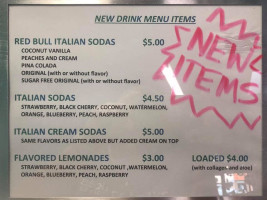 NEW DRINK MENU ITEMS
RED BULL ITALIAN SODAS $5.00
COCONUT VANILLA
PEACHES AND CREAM
PINA COLADA
ORIGINAL (with or without flavor)
SUGAR FREE ORIGINAL (with or without flavor)
NEW
ITEMS
ITALIAN SODAS $4.50
STRAWBERRY, BLACK CHERRY, COCONUT, WATERMELON,
ORANGE, BLUEBERRY, PEACH, RASPBERRY
ITALIAN CREAM SODAS $5.00
SAME FLAVORS AS LISTED ABOVE BUT ADDED CREAM ON TOP
FLAVORED LEMONADES $3.00 LOADED $4.00
STRAWBERRY, BLACK CHERRY, COCONUT ,WATERMELON, (with collagen and aloe)
ORANGE, BLUEBERRY, PEACH, RASPBERRY